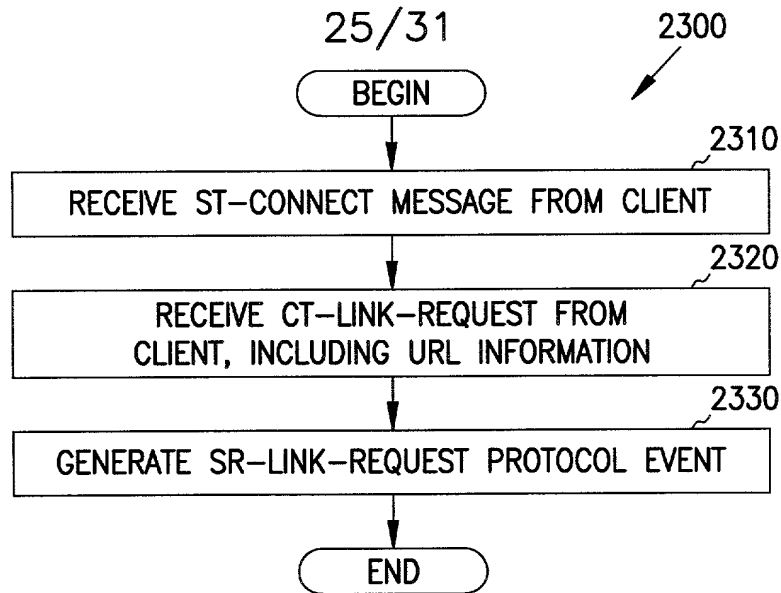 25/31
2300
BEGIN
2310
RECEIVE ST-CONNECT MESSAGE FROM CLIENT
2320
RECEIVE CT-LINK-REQUEST FROM
CLIENT, INCLUDING URL INFORMATION
2330
GENERATE SR-LINK-REQUEST PROTOCOL EVENT
END